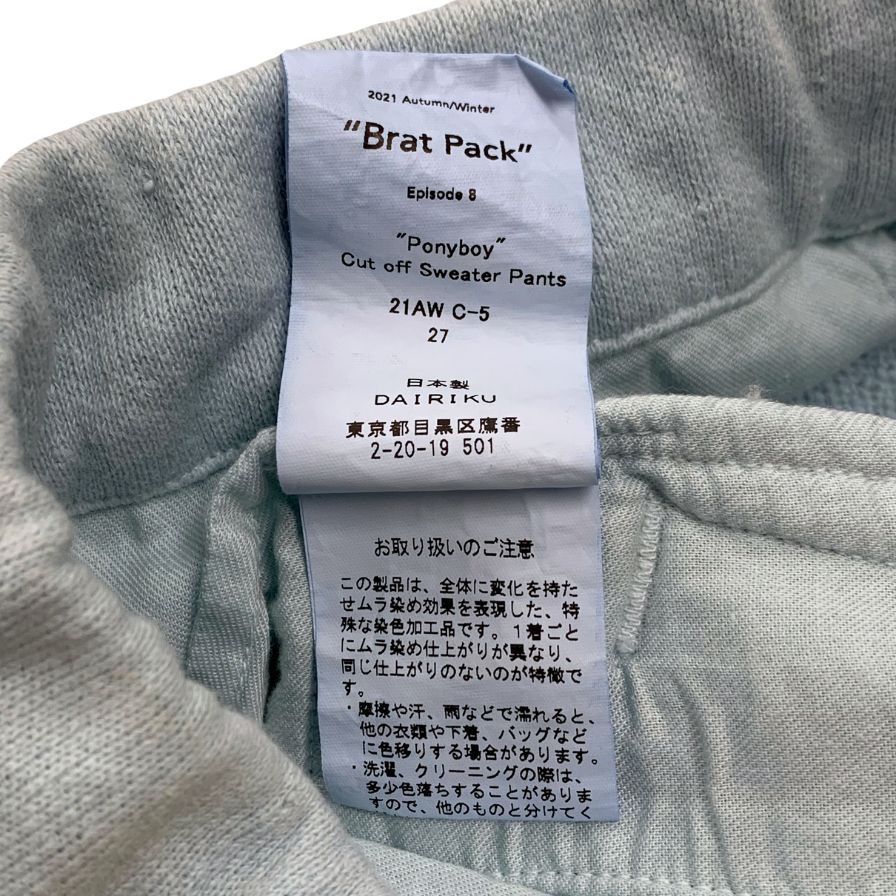 2021 Autumn/Winter
"Brat Pack"
Episode 8
"Ponyboy"
Cut off Sweater Pants
21AW C-5
27
日本製
DAIRIKU
東京都目黒区鷹番
2-20-19 501
お取り扱いのご注意
この製品は、全体に変化を持た
せムラ染め効果を表現した、特
殊な染色加工品です。1着ごと
にムラ染め仕上がりが異なり、
同じ仕上がりのないのが特徴で
す。
・摩擦や汗、雨などで濡れると、
他の衣類や下着、バッグなど
に色移りする場合があります。
・洗濯、クリーニングの際は、
多少色落ちすることがありま
すので、他のものと分けてく